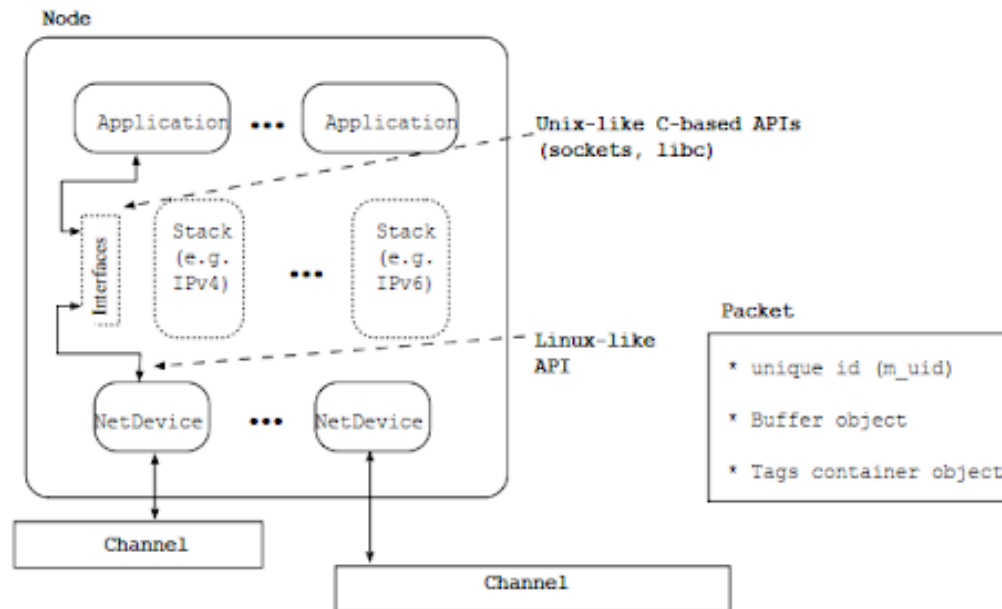 Node
Application ••• Application
Unix-like C-based APIs
(sockets, libc)
Interfaces
Stack
(e.g.
IPv4)
•••
Stack
(e.g.
IPv6)
Linux-like
API
NetDevice ••• NetDevice
Channel
Channel
Packet
* unique id (m_uid)
* Buffer object
* Tags container object